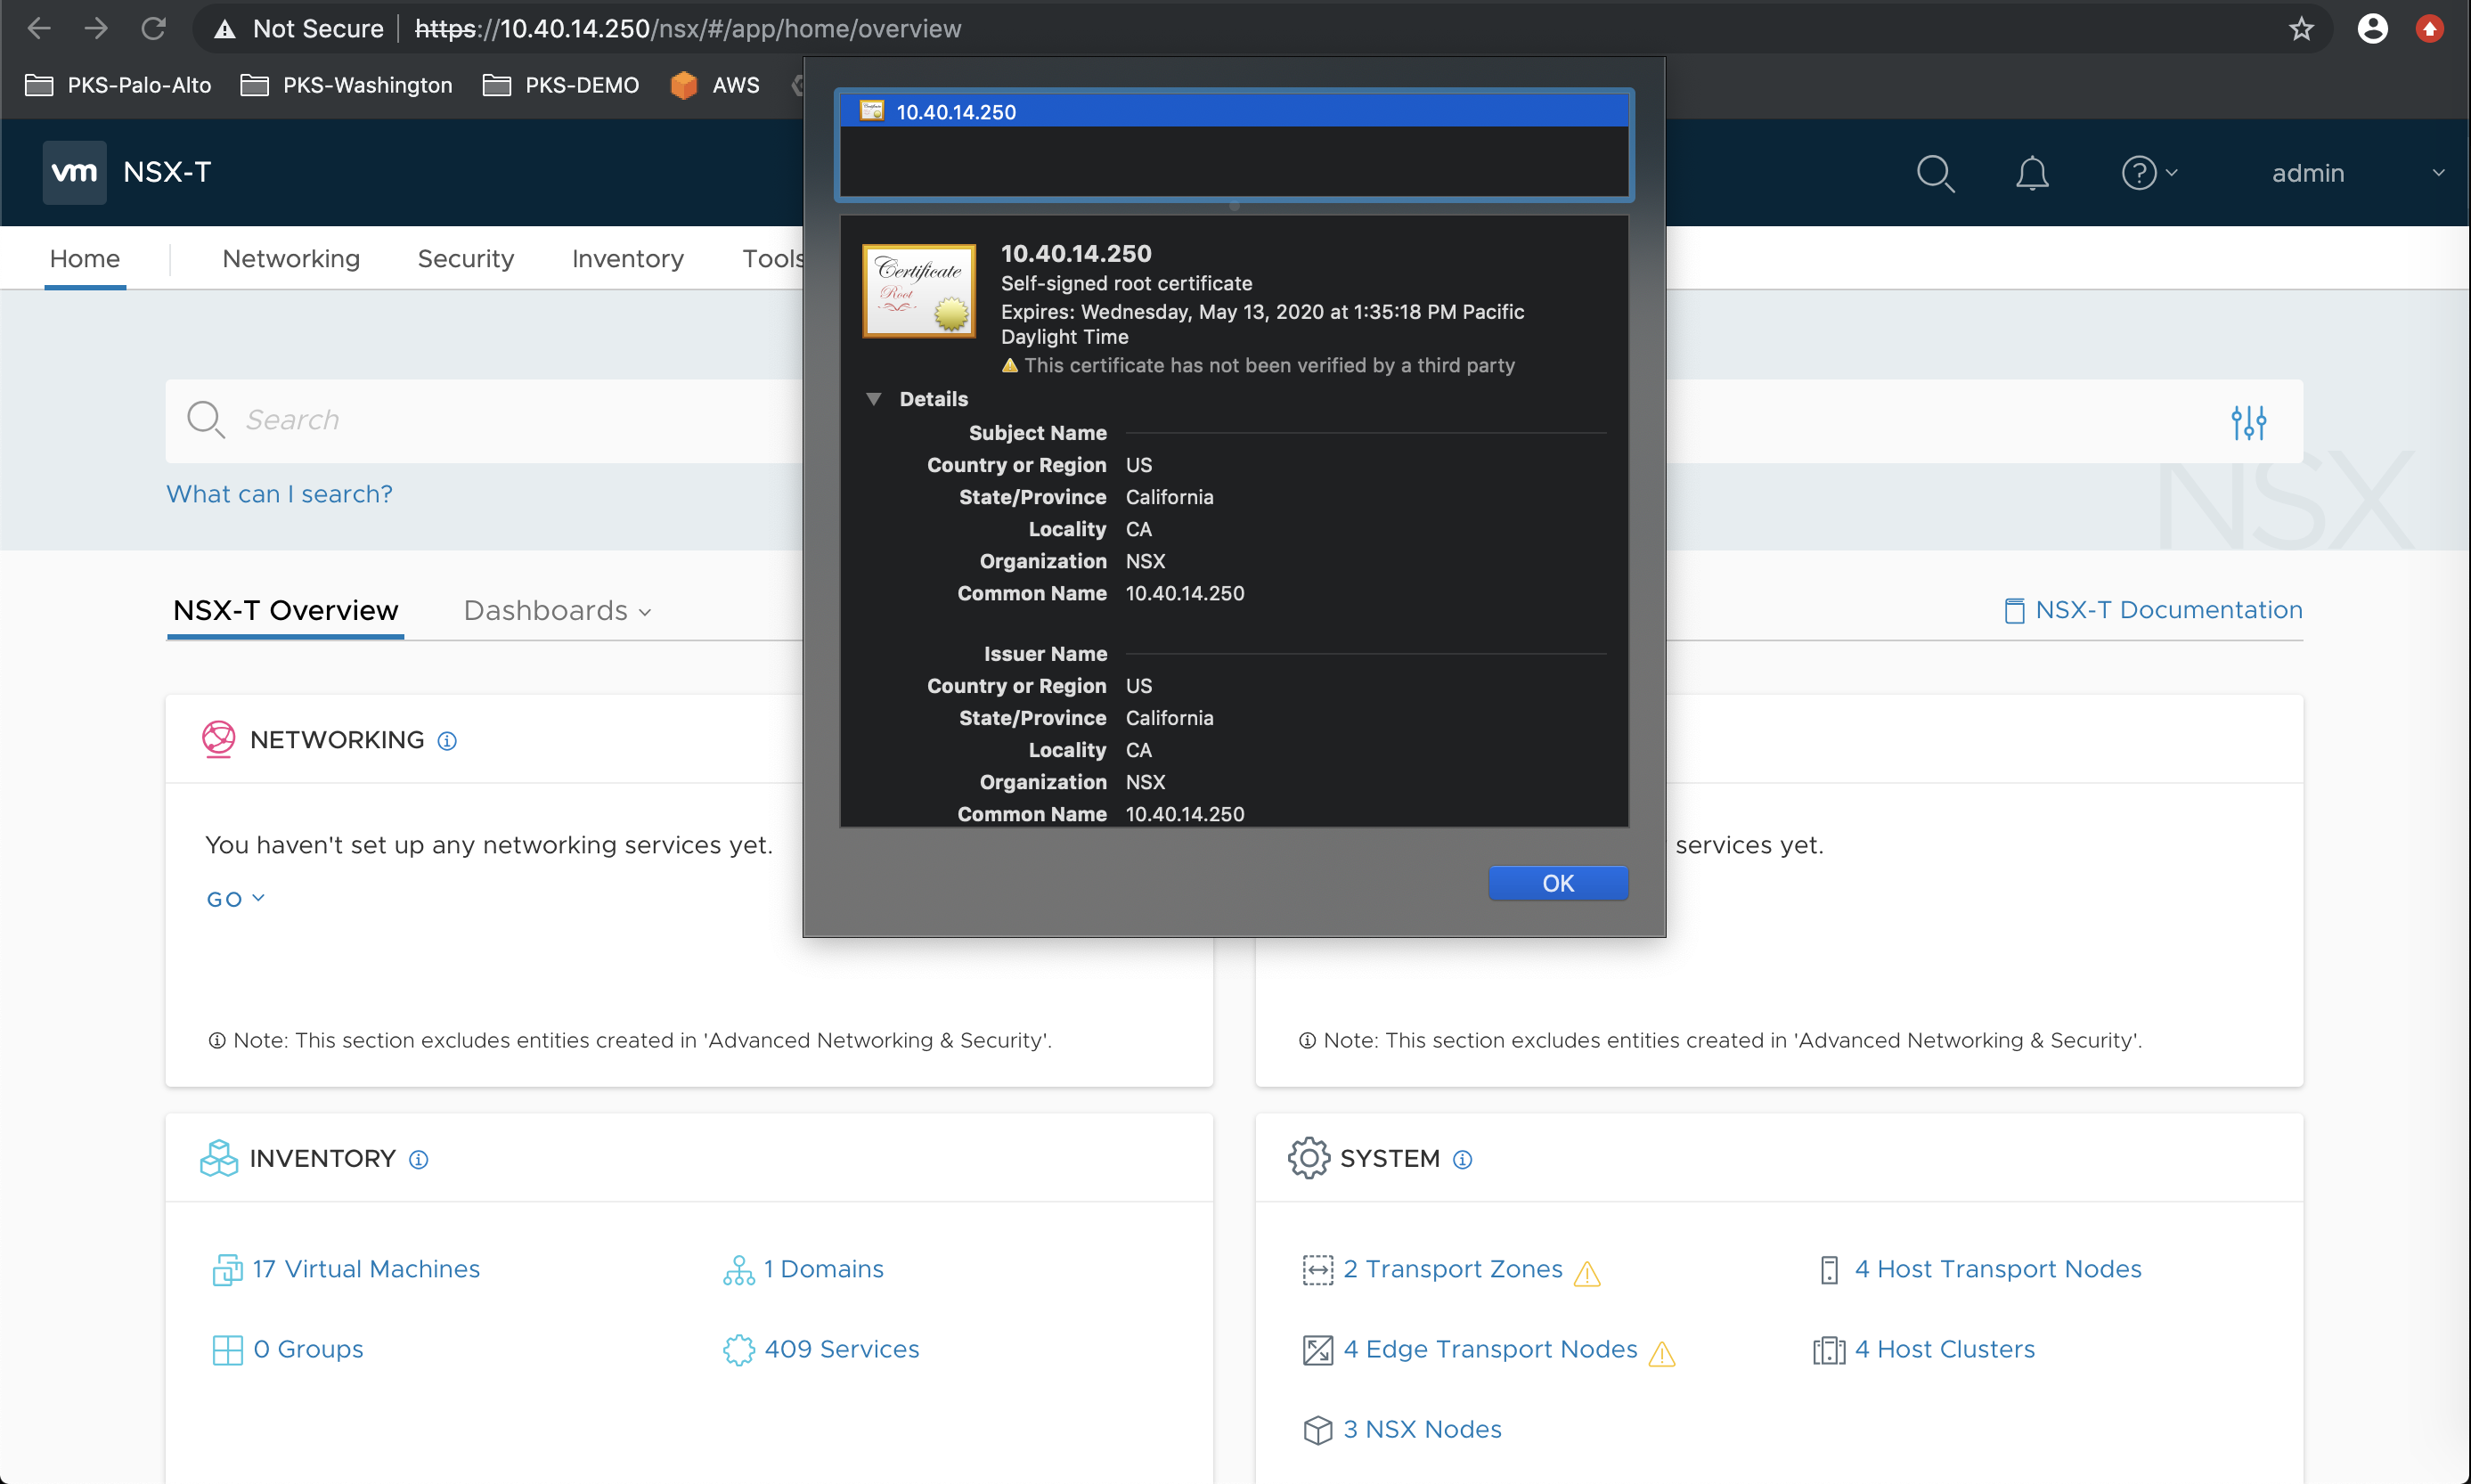 Not Secure https://10.40.14.250/nsx/#/app/home/overview
PKS-Palo-Alto PKS-Washington PKS-DEMO AWS
vm NSX-T admin
Home Networking Security Inventory Tools
Search
What can I search?
NSX
NSX-T Overview Dashboards NSX-T Documentation
10.40.14.250
Certificate
Root
10.40.14.250
Self-signed root certificate
Expires: Wednesday, May 13, 2020 at 1:35:18 PM Pacific
Daylight Time
This certificate has not been verified by a third party
Details
Subject Name
Country or Region US
State/Province California
Locality CA
Organization NSX
Common Name 10.40.14.250
Issuer Name
Country or Region US
State/Province California
Locality CA
Organization NSX
Common Name 10.40.14.250
OK
NETWORKING
You haven't set up any networking services yet.
GO
Note: This section excludes entities created in 'Advanced Networking & Security'.
services yet.
Note: This section excludes entities created in 'Advanced Networking & Security'.
INVENTORY
17 Virtual Machines 1 Domains
0 Groups 409 Services
SYSTEM
2 Transport Zones 4 Host Transport Nodes
4 Edge Transport Nodes 4 Host Clusters
3 NSX Nodes